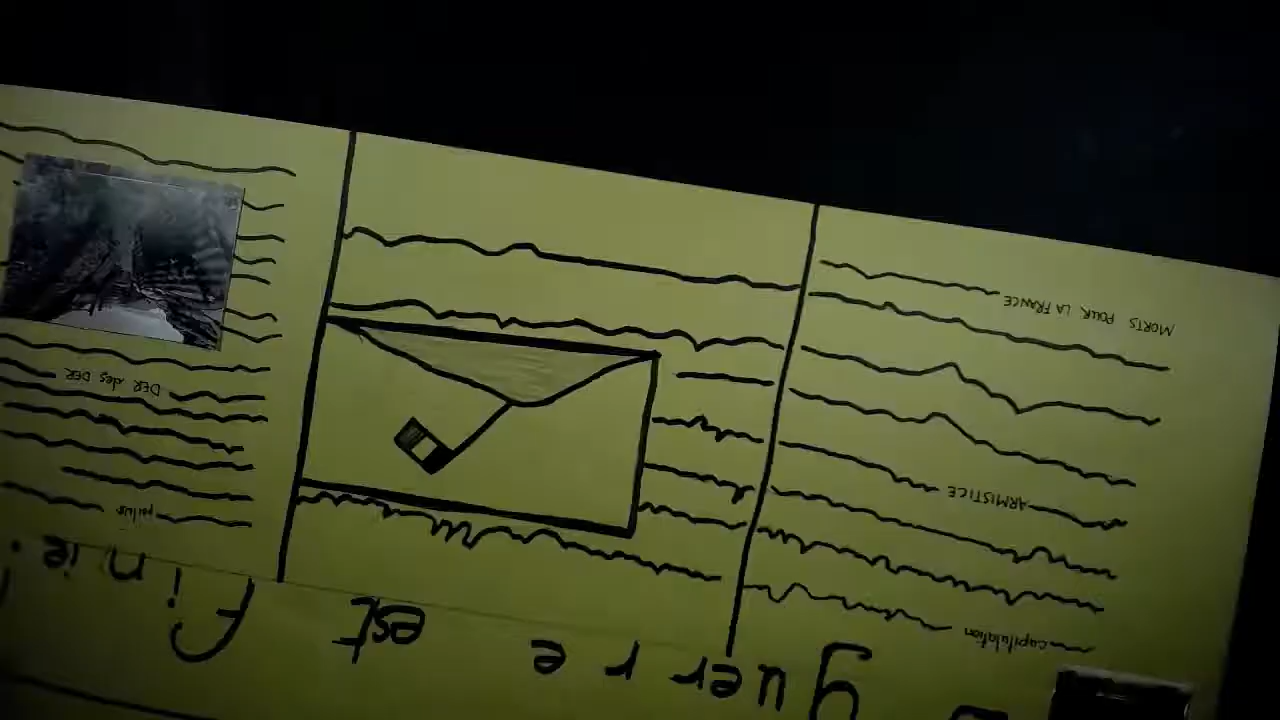 guerre est finie !
capitulation
ARMISTICE
MORTS POUR LA FRANCE
poilus
DER des DER